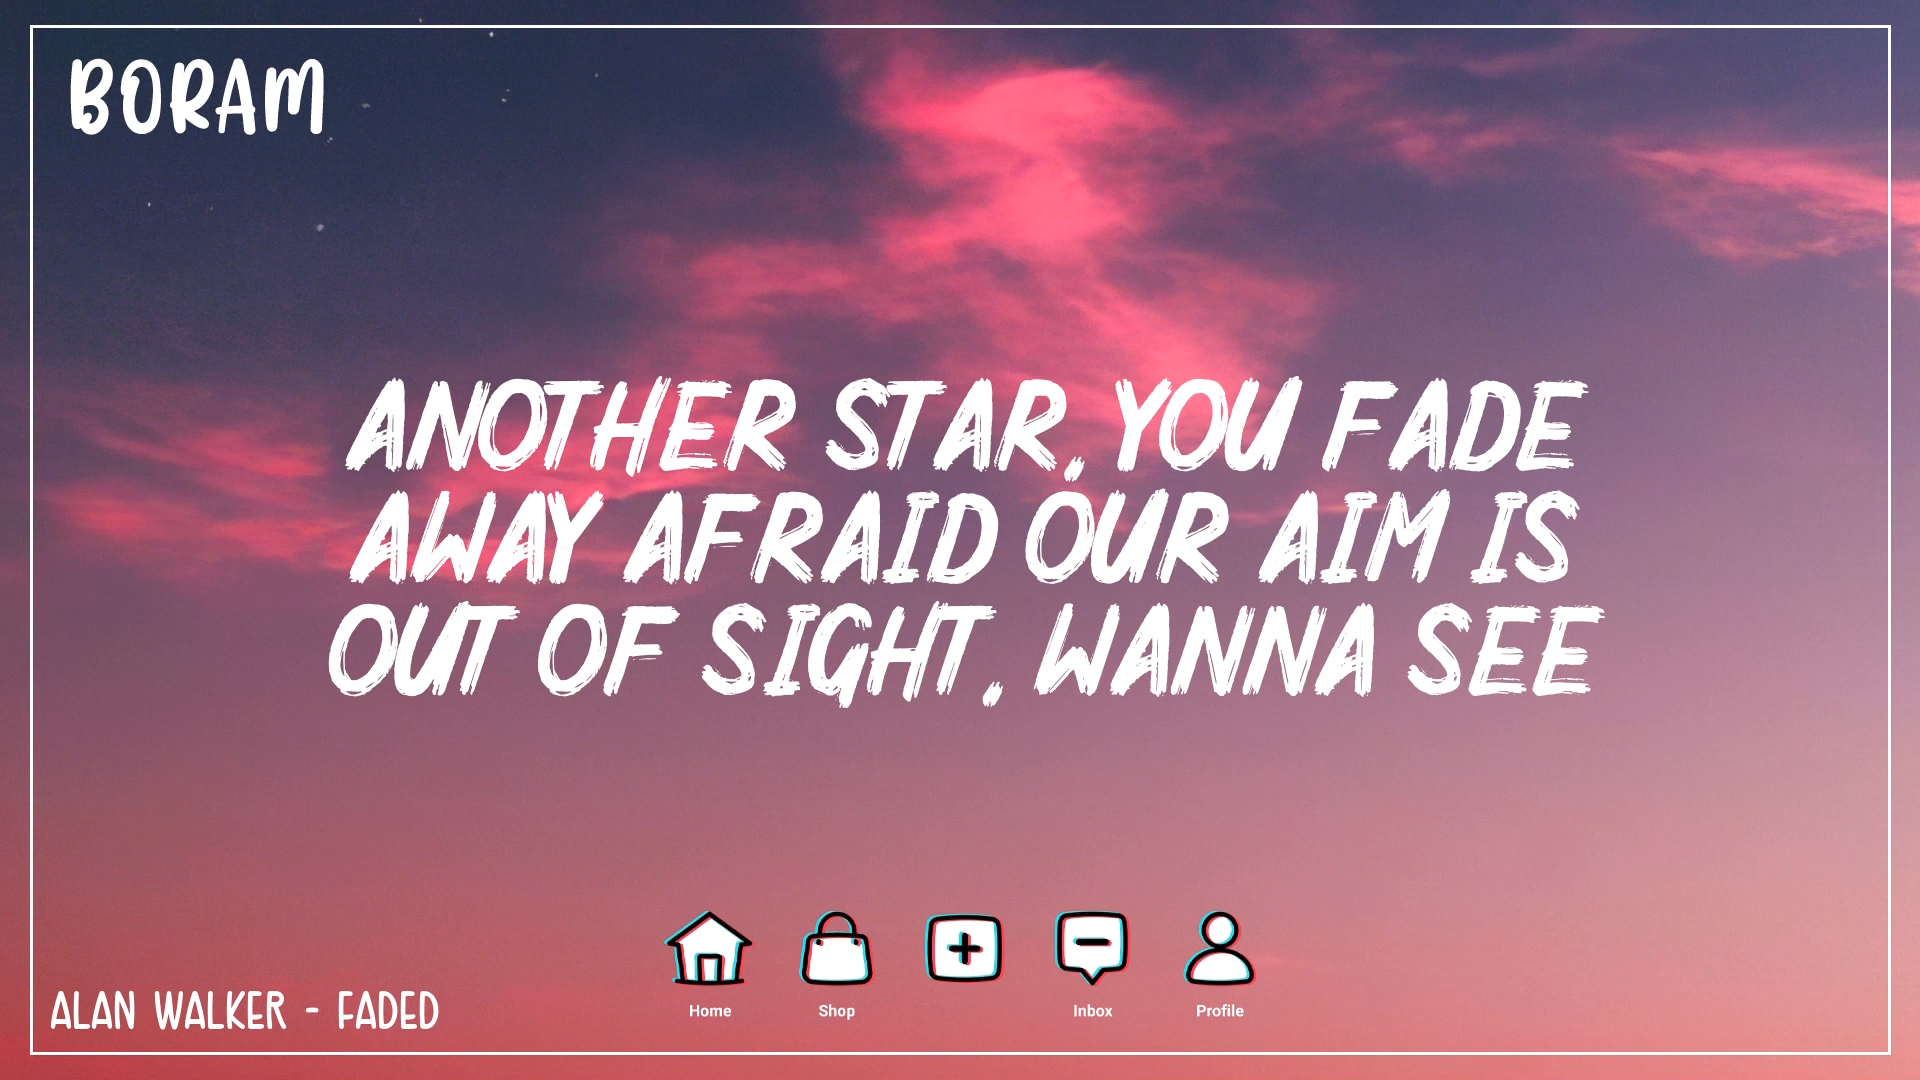 BORAM
ANOTHER STAR, YOU FADE
AWAY AFRAID OUR AIM IS
OUT OF SIGHT, WANNA SEE
Home Shop Inbox Profile
ALAN WALKER - FADED